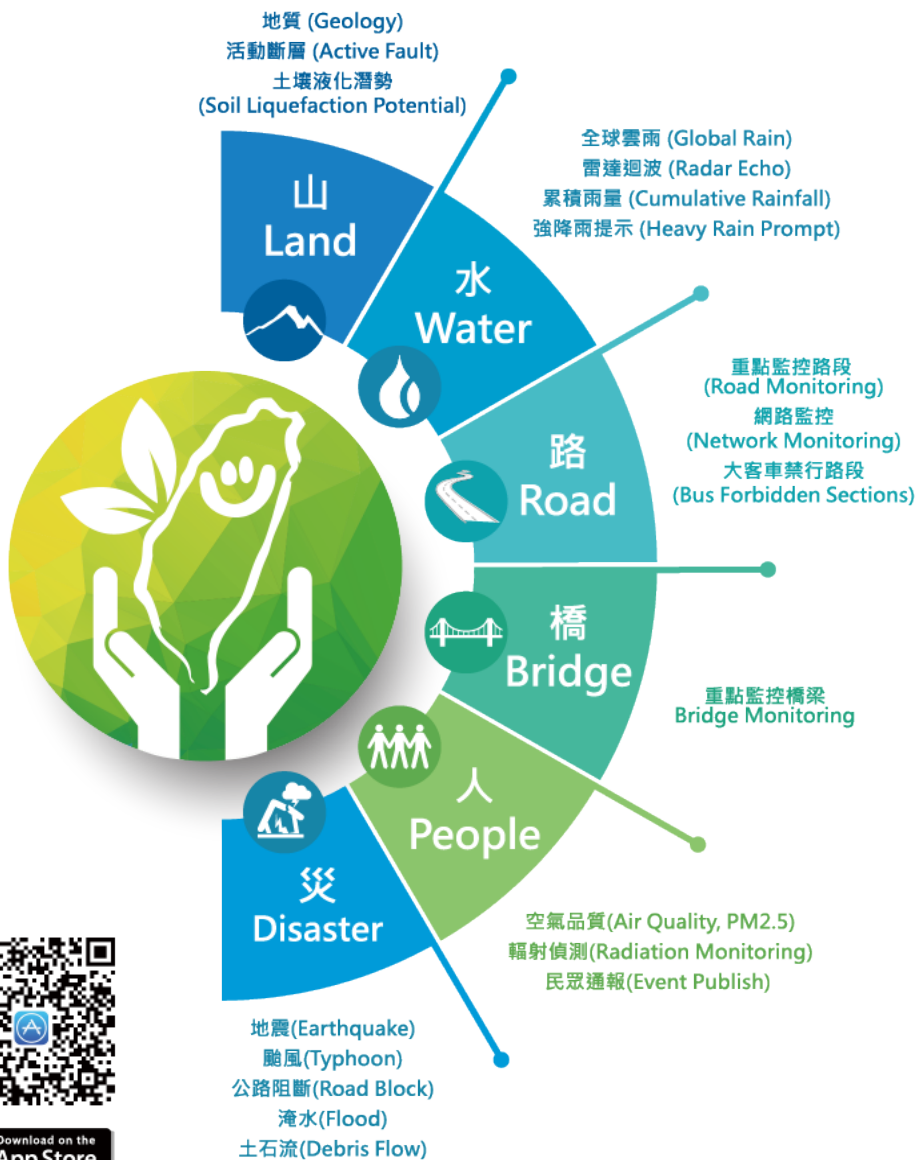 地質 (Geology)
活動斷層 (Active Fault)
土壤液化潛勢
(Soil Liquefaction Potential)
山
Land
全球雲雨 (Global Rain)
雷達迴波 (Radar Echo)
累積雨量 (Cumulative Rainfall)
強降雨提示 (Heavy Rain Prompt)
水
Water
重點監控路段
(Road Monitoring)
網路監控
(Network Monitoring)
大客車禁行路段
(Bus Forbidden Sections)
路
Road
橋
Bridge
重點監控橋梁
Bridge Monitoring
人
People
空氣品質(Air Quality, PM2.5)
輻射偵測(Radiation Monitoring)
民眾通報(Event Publish)
災
Disaster
地震(Earthquake)
颱風(Typhoon)
公路阻斷(Road Block)
淹水(Flood)
土石流(Debris Flow)
Download on the
App Store